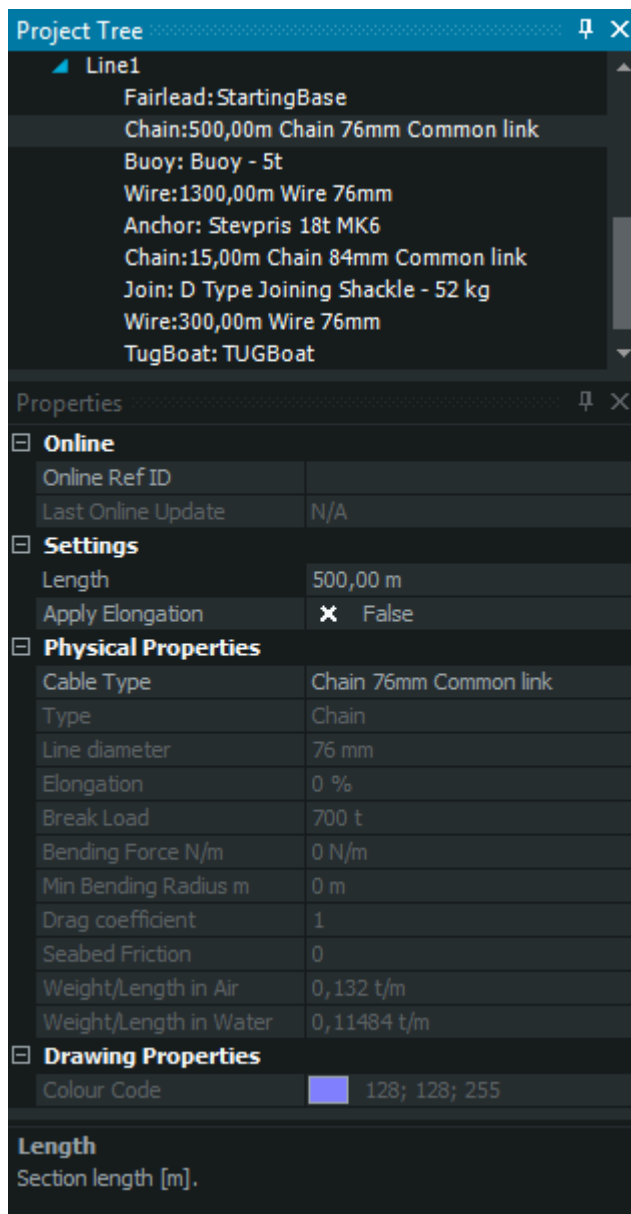 Project Tree
Line1
Fairlead: StartingBase
Chain:500,00m Chain 76mm Common link
Buoy: Buoy - 5t
Wire:1300,00m Wire 76mm
Anchor: Stevpris 18t MK6
Chain:15,00m Chain 84mm Common link
Join: D Type Joining Shackle - 52 kg
Wire:300,00m Wire 76mm
TugBoat: TUGBoat
Properties
Online
Online Ref ID
Last Online Update N/A
Settings
Length 500,00 m
Apply Elongation False
Physical Properties
Cable Type Chain 76mm Common link
Type Chain
Line diameter 76 mm
Elongation 0 %
Break Load 700 t
Bending Force N/m 0 N/m
Min Bending Radius m 0 m
Drag coefficient 1
Seabed Friction 0
Weight/Length in Air 0,132 t/m
Weight/Length in Water 0,11484 t/m
Drawing Properties
Colour Code 128; 128; 255
Length
Section length [m].